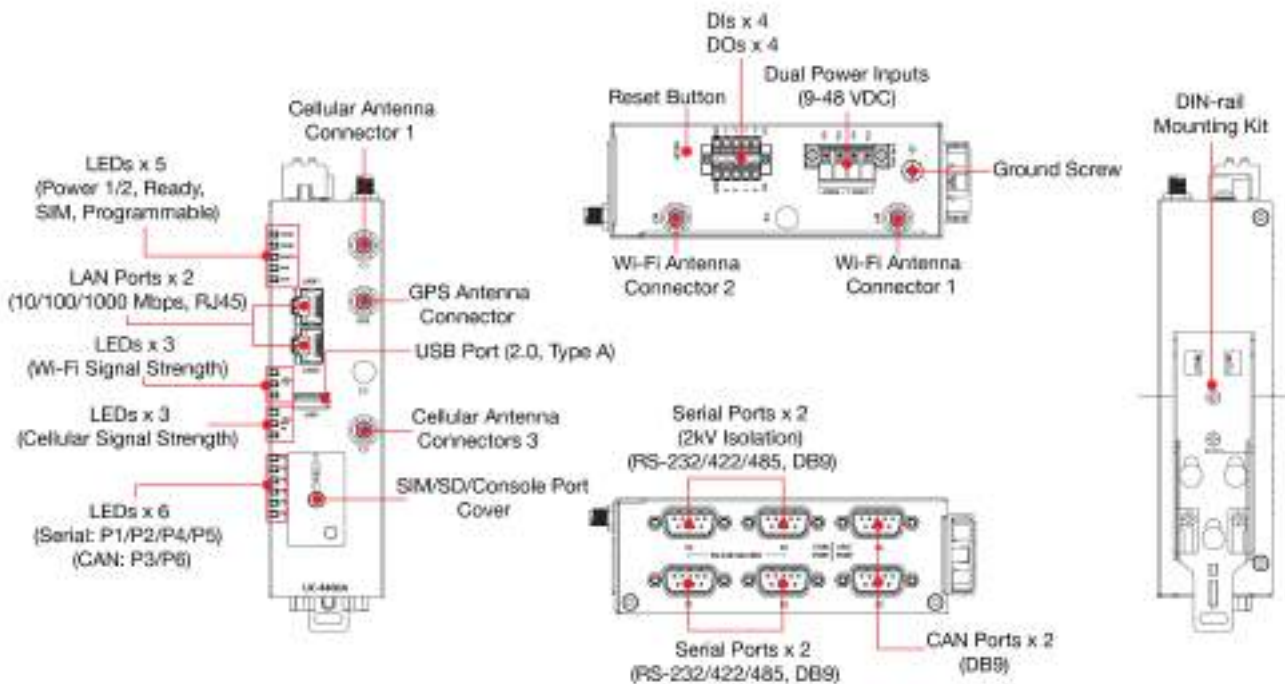 Cellular Antenna
Connector 1
LEDs x 5
(Power 1/2, Ready,
SIM, Programmable)
LAN Ports x 2
(10/100/1000 Mbps, RJ45)
GPS Antenna
Connector
USB Port (2.0, Type A)
LEDs x 3
(Wi-Fi Signal Strength)
LEDs x 3
(Cellular Signal Strength)
Cellular Antenna
Connectors 3
SIM/SD/Console Port
Cover
LEDs x 6
(Serial: P1/P2/P4/P5)
(CAN: P3/P6)
DIs x 4
DOs x 4
Dual Power Inputs
(9-48 VDC)
Reset Button
Ground Screw
Wi-Fi Antenna
Connector 2
Wi-Fi Antenna
Connector 1
Serial Ports x 2
(2kV Isolation)
(RS-232/422/485, DB9)
Serial Ports x 2
(RS-232/422/485, DB9)
CAN Ports x 2
(DB9)
DIN-rail
Mounting Kit